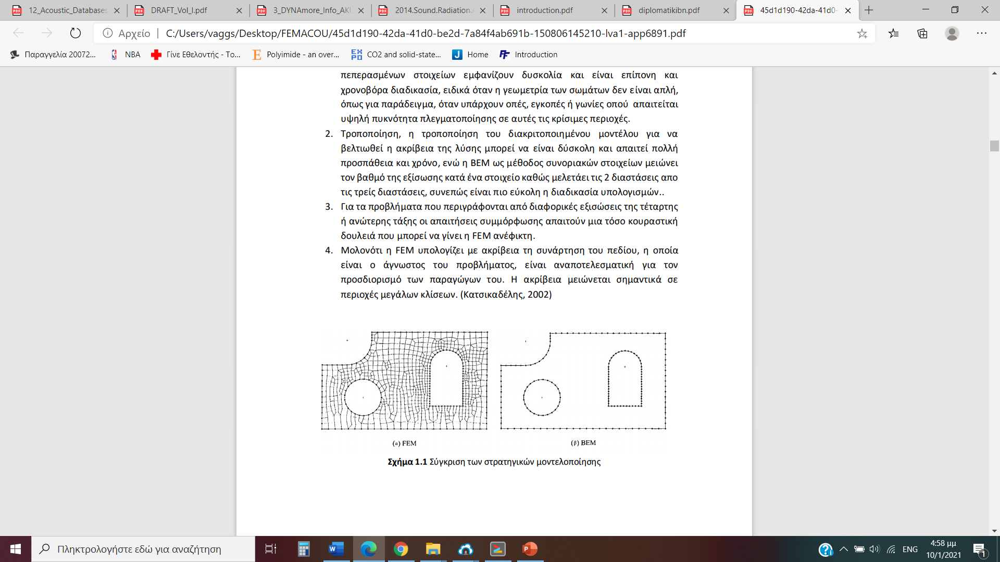 12_Acoustic_Databases
DRAFT_Vol_I.pdf
3_DYNAmore_Info_AKU
2014.Sound.Radiation.
introduction.pdf
diplomatikibn.pdf
45d1d190-42da-41d0-
Αρχείο
C:/Users/vaggs/Desktop/FEMACOU/45d1d190-42da-41d0-be2d-7a84f4ab691b-150806145210-lva1-app6891.pdf
Παραγγελία 20072...
NBA
Γίνε Εθελοντής - Το...
Polyimide - an over...
CO2 and solid-state...
Home
Introduction
πεπερασμένων στοιχείων εμφανίζουν δυσκολία και είναι επίπονη και
χρονοβόρα διαδικασία, ειδικά όταν η γεωμετρία των σωμάτων δεν είναι απλή,
όπως για παράδειγμα, όταν υπάρχουν οπές, εγκοπές ή γωνίες οπού απαιτείται
υψηλή πυκνότητα πλεγματοποίησης σε αυτές τις κρίσιμες περιοχές.
2. Τροποποίηση, η τροποποίηση του διακριτοποιημένου μοντέλου για να
βελτιωθεί η ακρίβεια της λύσης μπορεί να είναι δύσκολη και απαιτεί πολλή
προσπάθεια και χρόνο, ενώ η BEM ως μέθοδος συνοριακών στοιχείων μειώνει
τον βαθμό της εξίσωσης κατά ένα στοιχείο καθώς μελετάει τις 2 διαστάσεις απο
τις τρείς διαστάσεις, συνεπώς είναι πιο εύκολη η διαδικασία υπολογισμών..
3. Για τα προβλήματα που περιγράφονται από διαφορικές εξισώσεις της τέταρτης
ή ανώτερης τάξης οι απαιτήσεις συμμόρφωσης απαιτούν μια τόσο κουραστική
δουλειά που μπορεί να γίνει η FEM ανέφικτη.
4. Μολονότι η FEM υπολογίζει με ακρίβεια τη συνάρτηση του πεδίου, η οποία
είναι ο άγνωστος του προβλήματος, είναι αναποτελεσματική για τον
προσδιορισμό των παραγώγων του. Η ακρίβεια μειώνεται σημαντικά σε
περιοχές μεγάλων κλίσεων. (Κατσικαδέλης, 2002)
(α) FEM
(β) BEM
Σχήμα 1.1 Σύγκριση των στρατηγικών μοντελοποίησης
Πληκτρολογήστε εδώ για αναζήτηση
ENG
4:58 μμ
10/1/2021
1